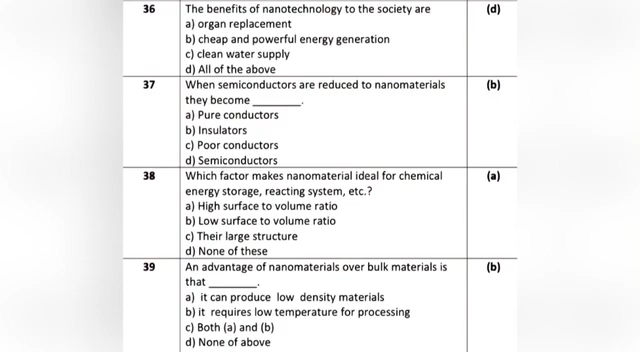 36 The benefits of nanotechnology to the society are (d)
a) organ replacement
b) cheap and powerful energy generation
c) clean water supply
d) All of the above
37 When semiconductors are reduced to nanomaterials (b)
they become ________.
a) Pure conductors
b) Insulators
c) Poor conductors
d) Semiconductors
38 Which factor makes nanomaterial ideal for chemical (a)
energy storage, reacting system, etc.?
a) High surface to volume ratio
b) Low surface to volume ratio
c) Their large structure
d) None of these
39 An advantage of nanomaterials over bulk materials is (b)
that ________.
a) it can produce low density materials
b) it requires low temperature for processing
c) Both (a) and (b)
d) None of above